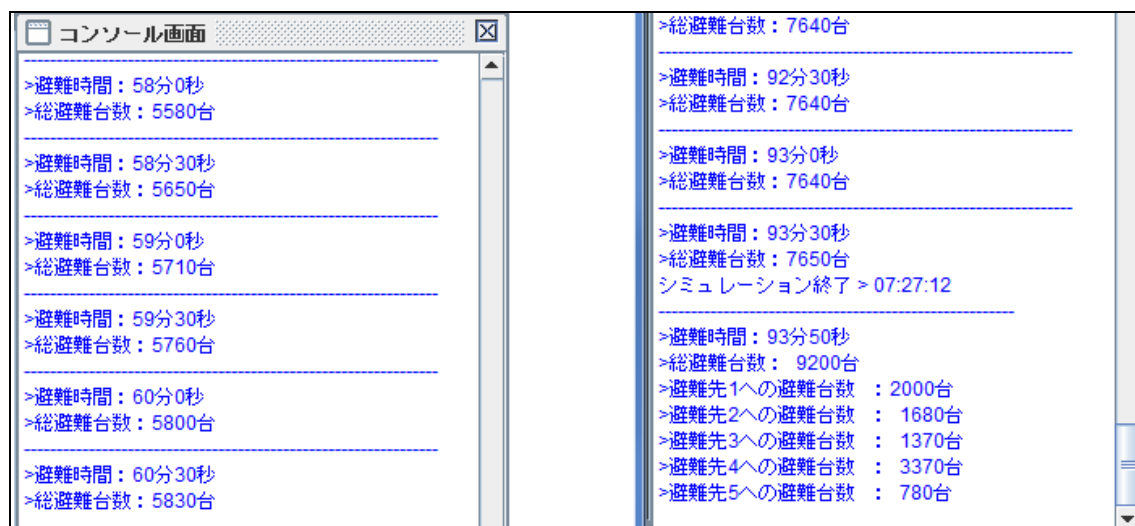 コンソール画面
>避難時間：58分0秒
>総避難台数：5580台
>避難時間：58分30秒
>総避難台数：5650台
>避難時間：59分0秒
>総避難台数：5710台
>避難時間：59分30秒
>総避難台数：5760台
>避難時間：60分0秒
>総避難台数：5800台
>避難時間：60分30秒
>総避難台数：5830台
>総避難台数：7640台
>避難時間：92分30秒
>総避難台数：7640台
>避難時間：93分0秒
>総避難台数：7640台
>避難時間：93分30秒
>総避難台数：7650台
シミュレーション終了 > 07:27:12
>避難時間：93分50秒
>総避難台数： 9200台
>避難先1への避難台数 ：2000台
>避難先2への避難台数 ： 1680台
>避難先3への避難台数 ： 1370台
>避難先4への避難台数 ： 3370台
>避難先5への避難台数 ： 780台